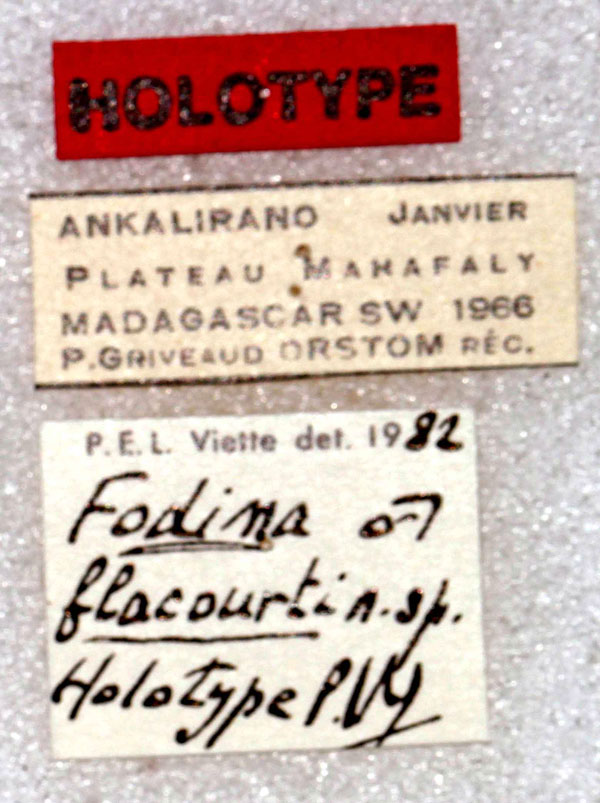 HOLOTYPE
ANKALIRANO JANVIER
PLATEAU MAHAFALY
MADAGASCAR SW 1966
P.GRIVEAUD ORSTOM RÉC.
P.E.L. Viette det. 1982
Fodina ♂
flacourti n.sp.
Holotype P.V